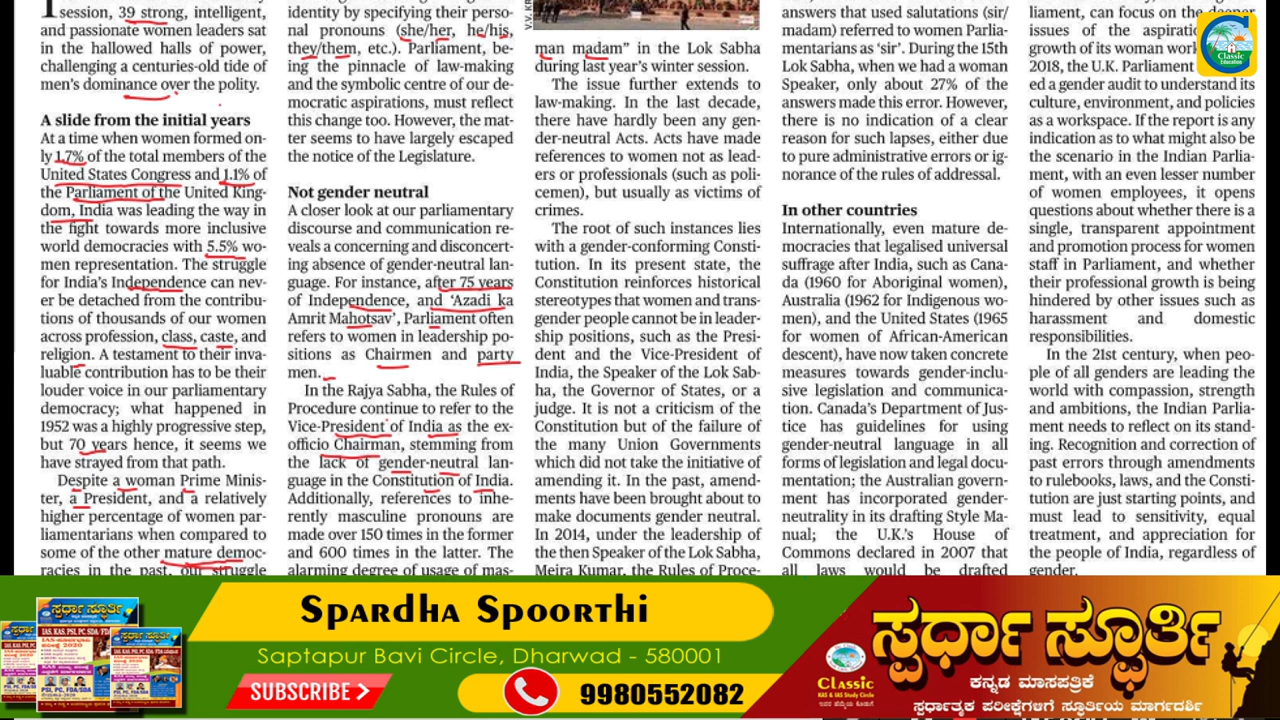 session, 39 strong, intelligent,
and passionate women leaders sat
in the hallowed halls of power,
challenging a centuries-old tide of
men's dominance over the polity.
A slide from the initial years
At a time when women formed on-
ly 1.7% of the total members of the
United States Congress and 1.1% of
the Parliament of the United King-
dom, India was leading the way in
the fight towards more inclusive
world democracies with 5.5% wo-
men representation. The struggle
for India's Independence can nev-
er be detached from the contribu-
tions of thousands of our women
across profession, class, caste, and
religion. A testament to their inva-
luable contribution has to be their
louder voice in our parliamentary
democracy; what happened in
1952 was a highly progressive step,
but 70 years hence, it seems we
have strayed from that path.
Despite a woman Prime Minis-
ter, a President, and a relatively
higher percentage of women par-
liamentarians when compared to
some of the other mature democ-
racies in the past, our struggle
identity by specifying their perso-
nal pronouns (she/her, he/his,
they/them, etc.). Parliament, be-
ing the pinnacle of law-making
and the symbolic centre of our de-
mocratic aspirations, must reflect
this change too. However, the mat-
ter seems to have largely escaped
the notice of the Legislature.
Not gender neutral
A closer look at our parliamentary
discourse and communication re-
veals a concerning and disconcert-
ing absence of gender-neutral lan-
guage. For instance, after 75 years
of Independence, and 'Azadi ka
Amrit Mahotsav', Parliament often
refers to women in leadership po-
sitions as Chairmen and party
men.
In the Rajya Sabha, the Rules of
Procedure continue to refer to the
Vice-President of India as the ex-
officio Chairman, stemming from
the lack of gender-neutral lan-
guage in the Constitution of India.
Additionally, references to inhe-
rently masculine pronouns are
made over 150 times in the former
and 600 times in the latter. The
alarming degree of usage of mas-
man madam" in the Lok Sabha
during last year's winter session.
The issue further extends to
law-making. In the last decade,
there have hardly been any gen-
der-neutral Acts. Acts have made
references to women not as lead-
ers or professionals (such as poli-
cemen), but usually as victims of
crimes.
The root of such instances lies
with a gender-conforming Consti-
tution. In its present state, the
Constitution reinforces historical
stereotypes that women and trans-
gender people cannot be in leader-
ship positions, such as the Presi-
dent and the Vice-President of
India, the Speaker of the Lok Sab-
ha, the Governor of States, or a
judge. It is not a criticism of the
Constitution but of the failure of
the many Union Governments
which did not take the initiative of
amending it. In the past, amend-
ments have been brought about to
make documents gender neutral.
In 2014, under the leadership of
the then Speaker of the Lok Sabha,
Meira Kumar, the Rules of Proce-
answers that used salutations (sir/
madam) referred to women Parlia-
mentarians as 'sir'. During the 15th
Lok Sabha, when we had a woman
Speaker, only about 27% of the
answers made this error. However,
there is no indication of a clear
reason for such lapses, either due
to pure administrative errors or ig-
norance of the rules of addressal.
In other countries
Internationally, even mature de-
mocracies that legalised universal
suffrage after India, such as Cana-
da (1960 for Aboriginal women),
Australia (1962 for Indigenous wo-
men), and the United States (1965
for women of African-American
descent), have now taken concrete
measures towards gender-inclu-
sive legislation and communica-
tion. Canada's Department of Jus-
tice has guidelines for using
gender-neutral language in all
forms of legislation and legal docu-
mentation; the Australian govern-
ment has incorporated gender-
neutrality in its drafting Style Ma-
nual; the U.K.'s House of
Commons declared in 2007 that
all laws would be drafted
liament, can focus on the deeper
issues of the
growth of its woman
2018, the U.K. Parliament
ed a gender audit to understand its
culture, environment, and policies
as a workspace. If the report is any
indication as to what might also be
the scenario in the Indian Parlia-
ment, with an even lesser number
of women employees, it opens
questions about whether there is a
single, transparent appointment
and promotion process for women
staff in Parliament, and whether
their professional growth is being
hindered by other issues such as
harassment and domestic
responsibilities.
In the 21st century, when peo-
ple of all genders are leading the
world with compassion, strength
and ambitions, the Indian Parlia-
ment needs to reflect on its stand-
ing. Recognition and correction of
past errors through amendments
to rulebooks, laws, and the Consti-
tution are just starting points, and
must lead to sensitivity, equal
treatment, and appreciation for
the people of India, regardless of
gender.
Classic
Education
ಸ್ಪರ್ಧಾ ಸ್ಫೂರ್ತಿ
Spardha Spoorthi
Saptapur Bavi Circle, Dharwad - 580001
SUBSCRIBE
9980552082
Classic
KAS & IAS Study Circle
ಸ್ಪರ್ಧಾ ಸ್ಫೂರ್ತಿ
ಕನ್ನಡ ಮಾಸಪತ್ರಿಕೆ
ಸ್ಪರ್ಧಾತ್ಮಕ ಪರೀಕ್ಷೆಗಳಿಗೆ ಸ್ಫೂರ್ತಿಯ ಮಾರ್ಗದರ್ಶಿ